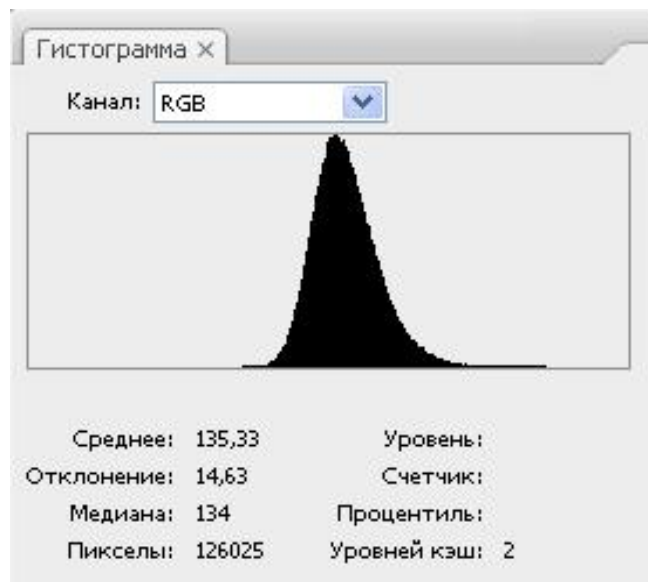 Гистограмма ×
Канал: RGB
Среднее: 135,33 Уровень:
Отклонение: 14,63 Счетчик:
Медиана: 134 Процентиль:
Пикселы: 126025 Уровней кэш: 2